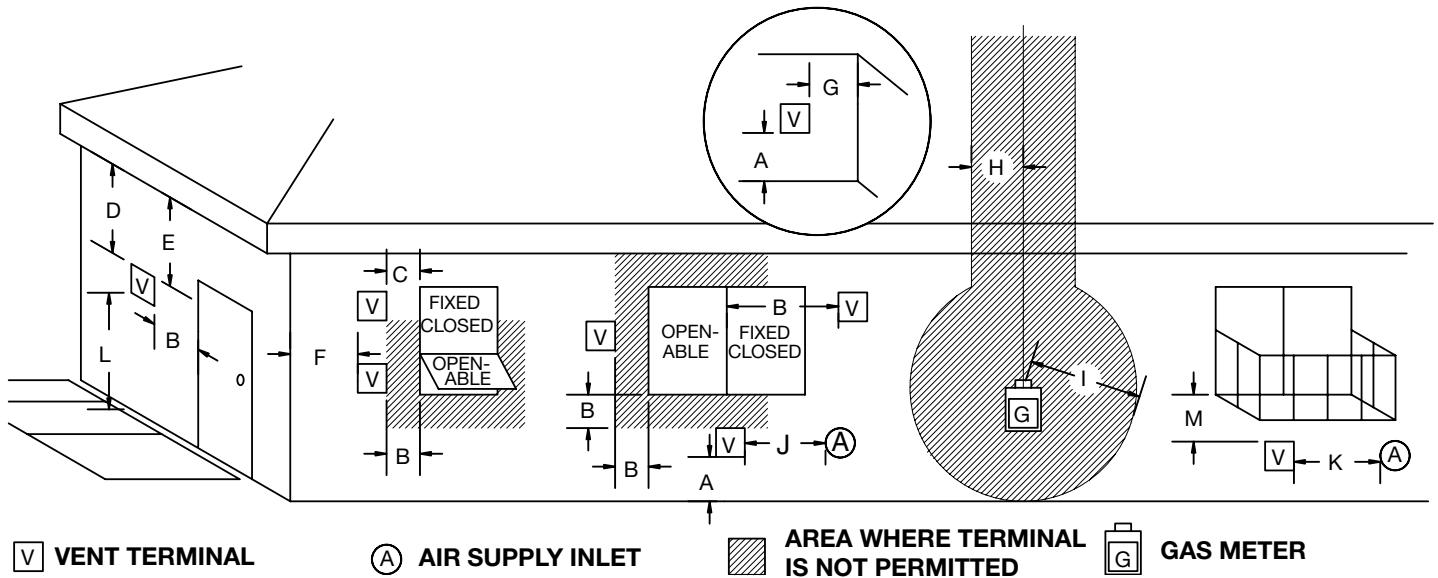 G
V
A
H
D
E
C
V
V
FIXED
CLOSED
V
B
V
OPEN-
ABLE
FIXED
CLOSED
V
L
B
F
V
OPEN-
ABLE
I
G
B
M
V
J
A
V
K
A
B
B
A
V VENT TERMINAL
A AIR SUPPLY INLET
AREA WHERE TERMINAL
IS NOT PERMITTED
G GAS METER